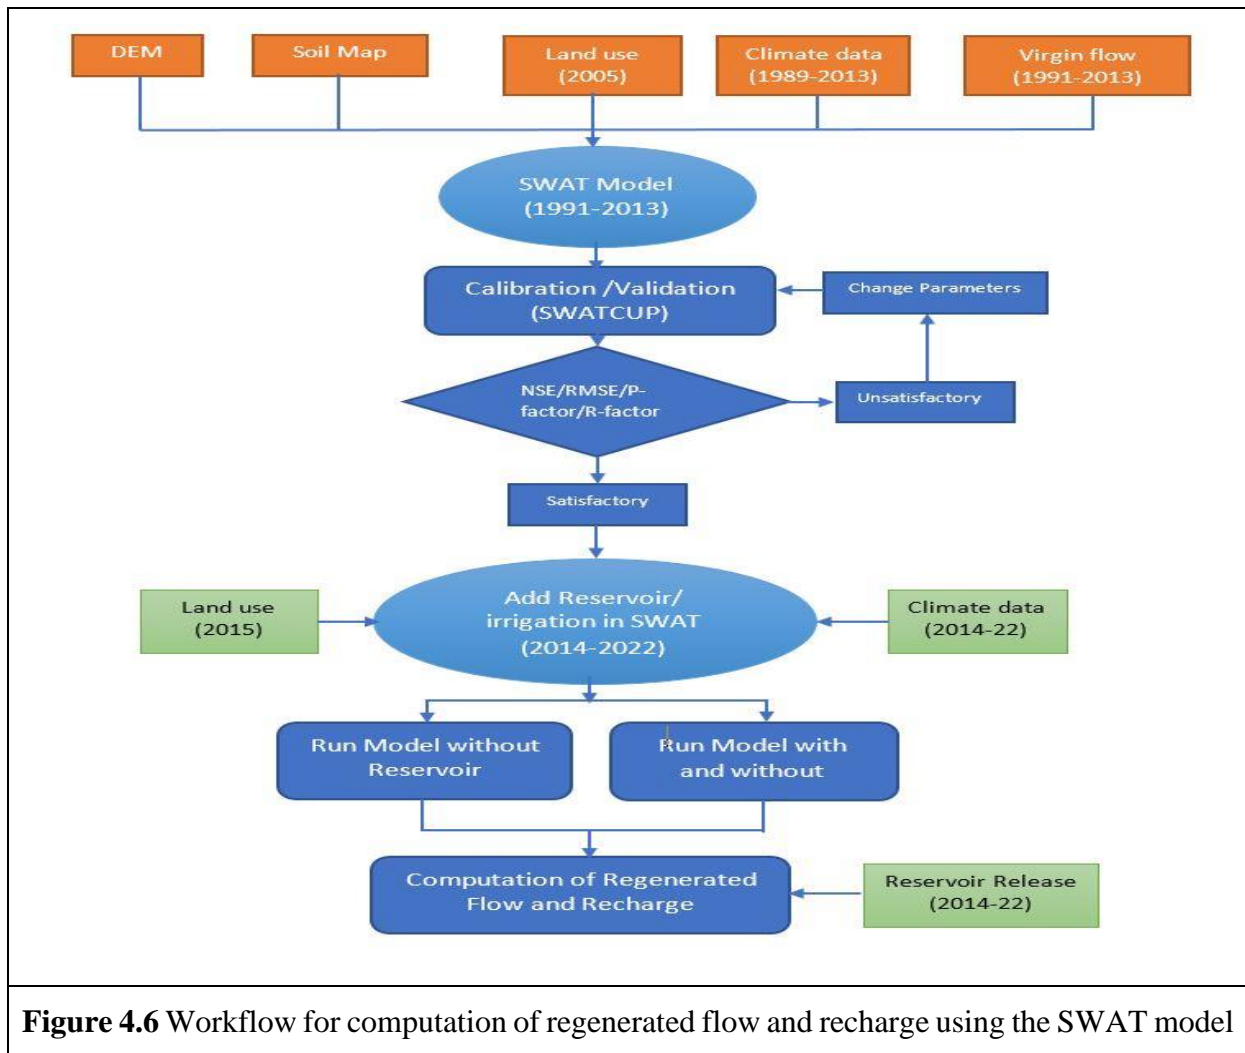 DEM
Soil Map
Land use
(2005)
Climate data
(1989-2013)
Virgin flow
(1991-2013)
SWAT Model
(1991-2013)
Calibration /Validation
(SWATCUP)
Change Parameters
NSE/RMSE/P-
factor/R-factor
Unsatisfactory
Satisfactory
Land use
(2015)
Add Reservoir/
irrigation in SWAT
(2014-2022)
Climate data
(2014-22)
Run Model without
Reservoir
Run Model with
and without
Computation of Regenerated
Flow and Recharge
Reservoir Release
(2014-22)
Figure 4.6 Workflow for computation of regenerated flow and recharge using the SWAT model